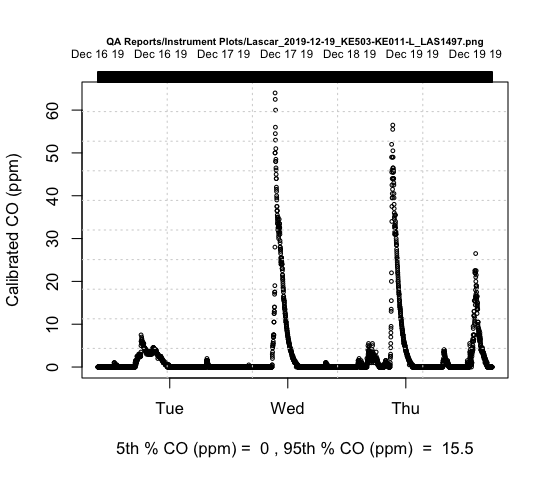 QA Reports/Instrument Plots/Lascar_2019-12-19_KE503-KE011-L_LAS1497.png
Dec 16 19 Dec 16 19 Dec 17 19 Dec 17 19 Dec 18 19 Dec 19 19 Dec 19 19
Calibrated CO (ppm)
60
50
40
30
20
10
0
Tue Wed Thu
5th % CO (ppm) = 0 , 95th % CO (ppm) = 15.5